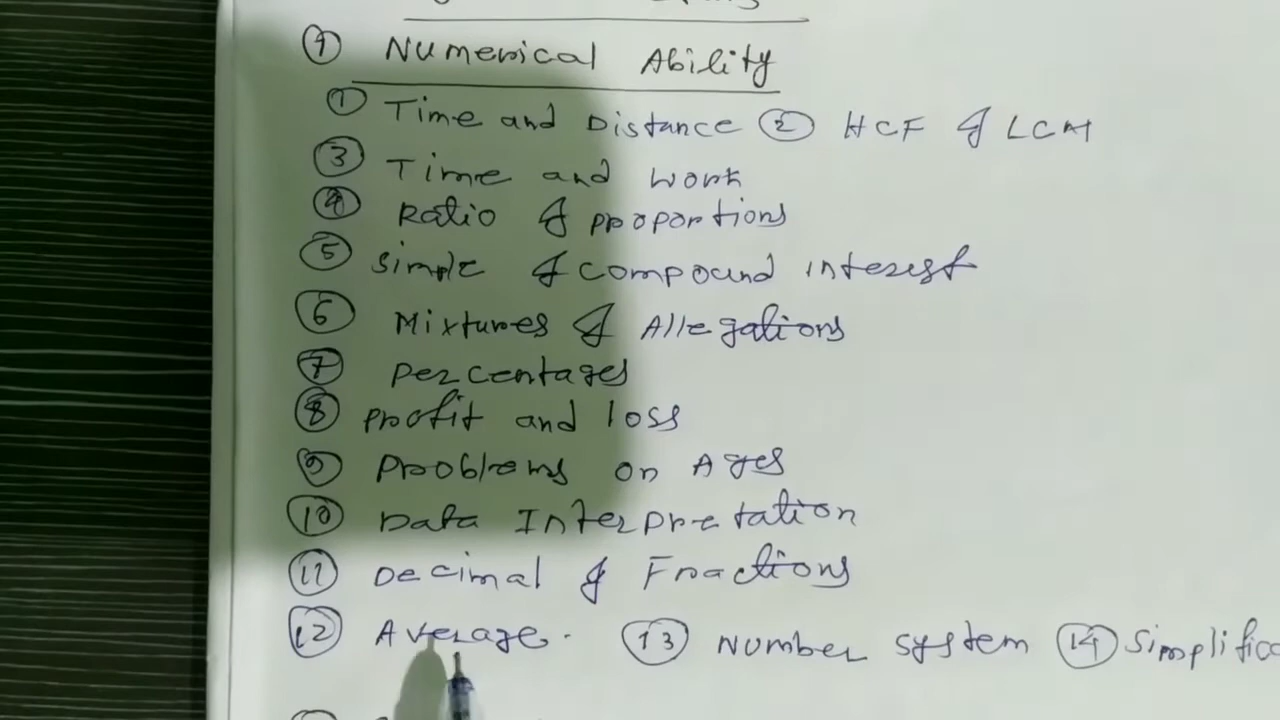 ④ Numerical Ability
① Time and Distance ② HCF & LCM
③ Time and work
④ Ratio & proportions
⑤ simple & compound interest
⑥ Mixtures & Allegations
⑦ percentages
⑧ profit and loss
⑨ problems on Ages
⑩ Data Interpretation
⑪ Decimal & Fractions
⑫ Average. ⑬ Number system ⑭ Simplific